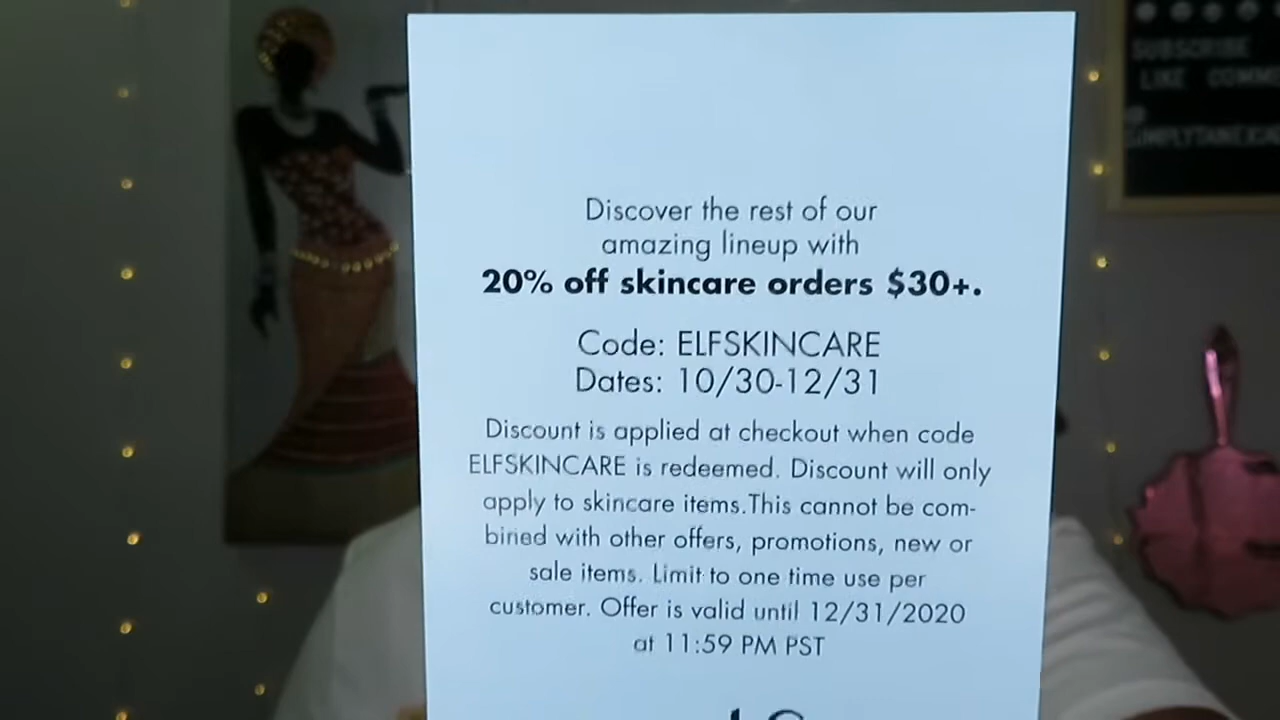 Discover the rest of our
amazing lineup with
20% off skincare orders $30+.
Code: ELFSKINCARE
Dates: 10/30-12/31
Discount is applied at checkout when code
ELFSKINCARE is redeemed. Discount will only
apply to skincare items.This cannot be com-
bined with other offers, promotions, new or
sale items. Limit to one time use per
customer. Offer is valid until 12/31/2020
at 11:59 PM PST
SUBSCRIBE
LIKE COMM